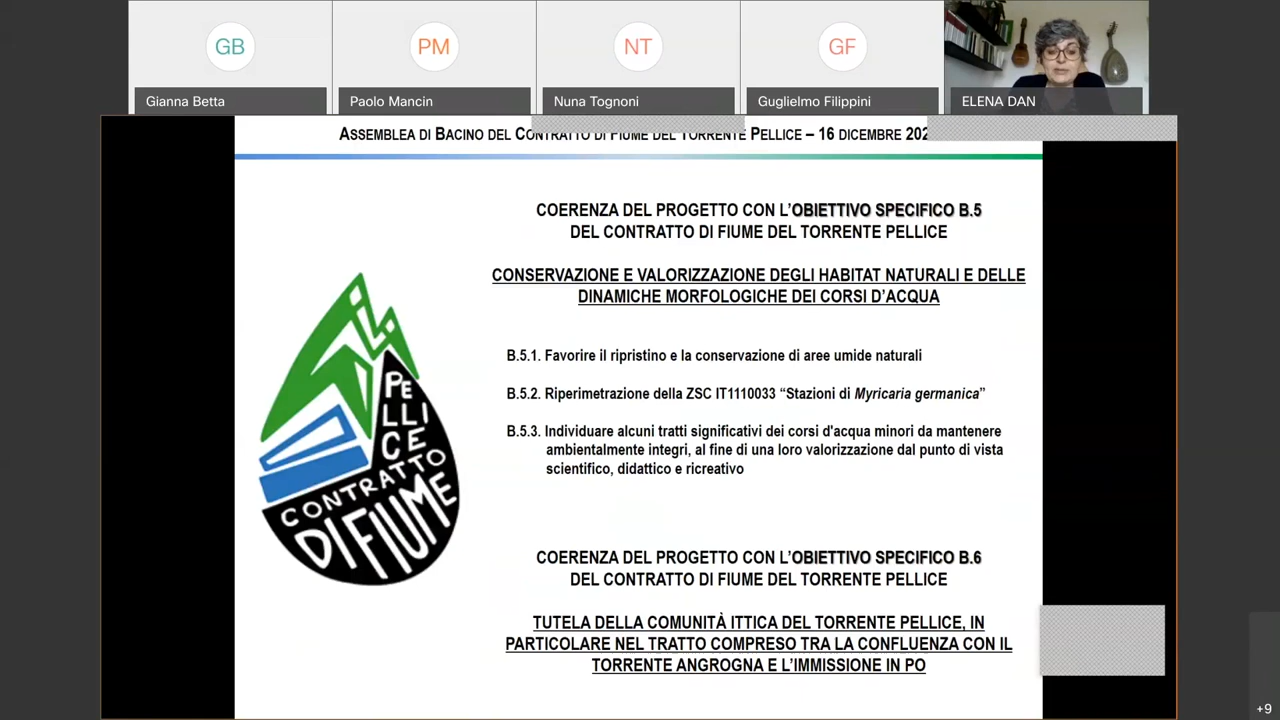 GB
PM
NT
GF
Gianna Betta
Paolo Mancin
Nuna Tognoni
Guglielmo Filippini
ELENA DAN
ASSEMBLEA DI BACINO DEL CONTRATTO DI FIUME DEL TORRENTE PELLICE – 16 DICEMBRE
COERENZA DEL PROGETTO CON L’OBIETTIVO SPECIFICO B.5
DEL CONTRATTO DI FIUME DEL TORRENTE PELLICE
CONSERVAZIONE E VALORIZZAZIONE DEGLI HABITAT NATURALI E DELLE
DINAMICHE MORFOLOGICHE DEI CORSI D’ACQUA
PE
LLI
CE
CONTRATTO
DI FIUME
B.5.1. Favorire il ripristino e la conservazione di aree umide naturali
B.5.2. Riperimetrazione della ZSC IT1110033 “Stazioni di Myricaria germanica”
B.5.3. Individuare alcuni tratti significativi dei corsi d'acqua minori da mantenere
ambientalmente integri, al fine di una loro valorizzazione dal punto di vista
scientifico, didattico e ricreativo
COERENZA DEL PROGETTO CON L’OBIETTIVO SPECIFICO B.6
DEL CONTRATTO DI FIUME DEL TORRENTE PELLICE
TUTELA DELLA COMUNITÀ ITTICA DEL TORRENTE PELLICE, IN
PARTICOLARE NEL TRATTO COMPRESO TRA LA CONFLUENZA CON IL
TORRENTE ANGROGNA E L’IMMISSIONE IN PO
+9